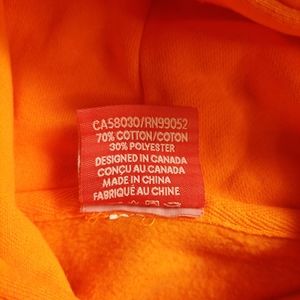 CA58030/RN99052
70% COTTON/COTON
30% POLYESTER
DESIGNED IN CANADA
CONÇU AU CANADA
MADE IN CHINA
FABRIQUÉ AU CHINE